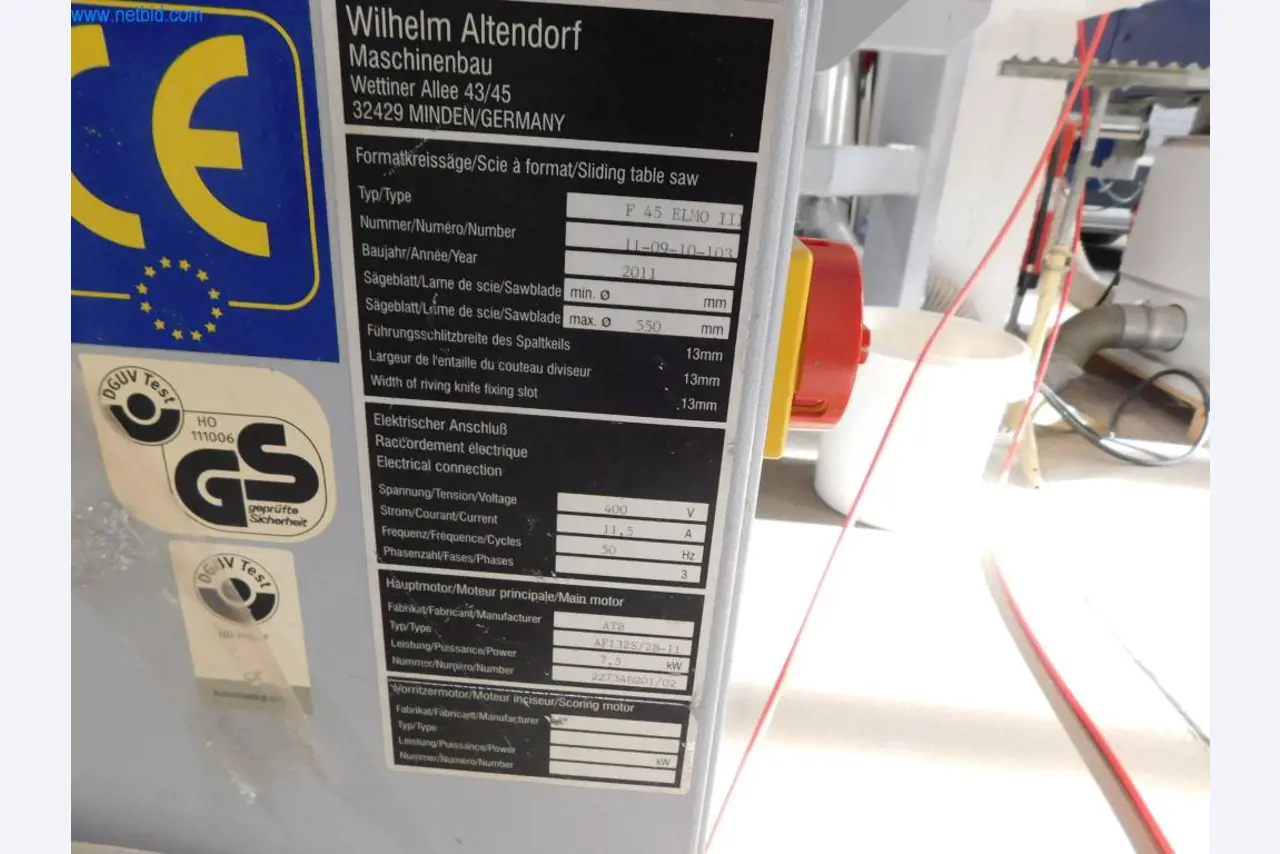 www.netbid.com
CE
Wilhelm Altendorf
Maschinenbau
Wettiner Allee 43/45
32429 MINDEN/GERMANY
Formatkreissäge/Scie à format/Sliding table saw
Typ/Type F 45 ELMO III
Nummer/Numéro/Number 11-09-10-103
Baujahr/Année/Year 2011
Sägeblatt/Lame de scie/Sawblade min. Ø mm
Sägeblatt/Lame de scie/Sawblade max. Ø 550 mm
Führungsschlitzbreite des Spaltkeils 13mm
Largeur de l'entaille du couteau diviseur 13mm
Width of riving knife fixing slot 13mm
Elektrischer Anschluß
Raccordement électrique
Electrical connection
Spannung/Tension/Voltage 400 V
Strom/Courant/Current 11,5 A
Frequenz/Fréquence/Cycles 50 Hz
Phasenzahl/Fases/Phases 3
Hauptmotor/Moteur principale/Main motor
Fabrikat/Fabricant/Manufacturer ATB
Typ/Type AF132S/2B-11
Leistung/Puissance/Power 7,5 kW
Nummer/Numéro/Number
Vorritzermotor/Moteur inciseur/Scoring motor
Fabrikat/Fabricant/Manufacturer
Typ/Type
Leistung/Puissance/Power kW
Nummer/Numéro/Number
DGUV Test
HO
111006
GS
geprüfte
Sicherheit
DGUV Test